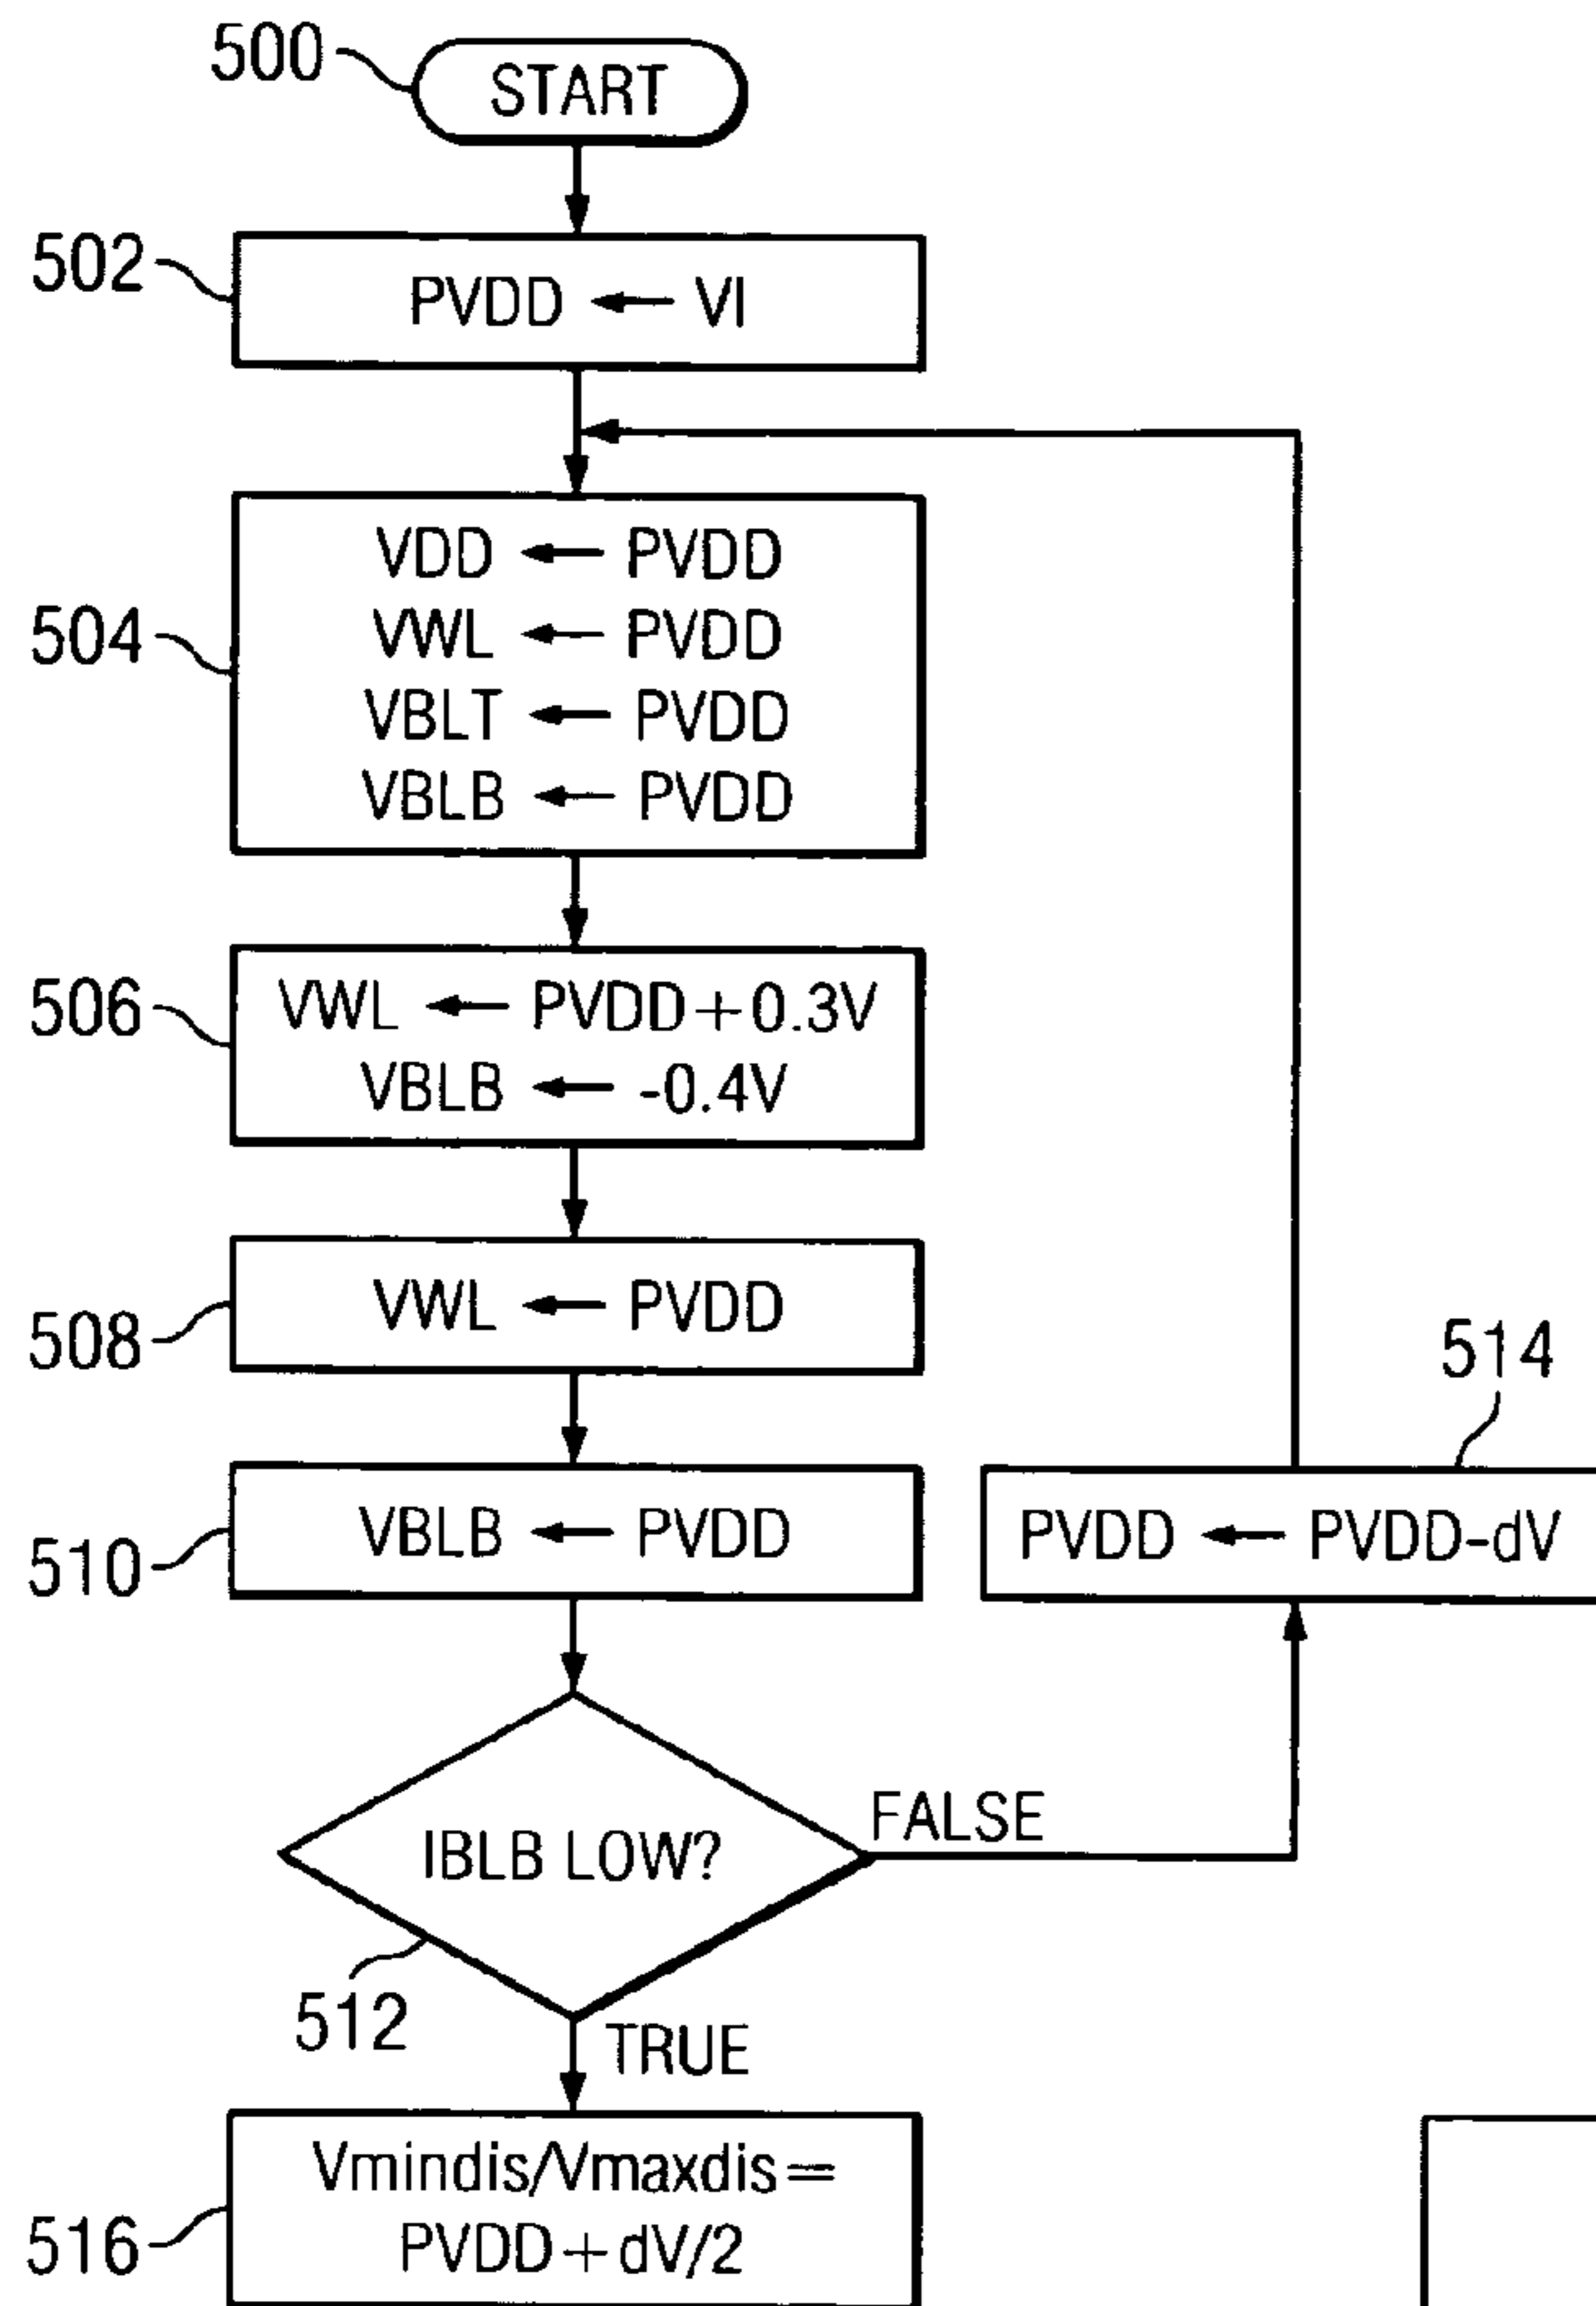 500
START
502
PVDD ← VI
504
VDD ← PVDD
VWL ← PVDD
VBLT ← PVDD
VBLB ← PVDD
506
VWL ← PVDD+0.3V
VBLB ← -0.4V
508
VWL ← PVDD
510
VBLB ← PVDD
514
PVDD ← PVDD-dV
512
IBLB LOW?
FALSE
TRUE
516
Vmindis/Vmaxdis=
PVDD+dV/2